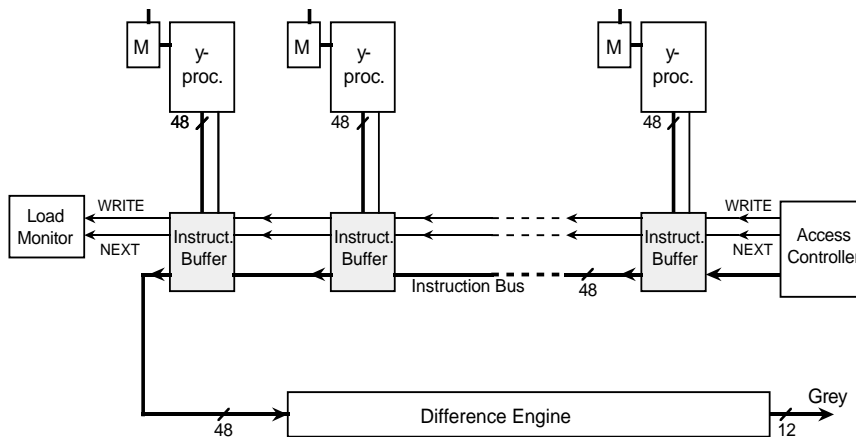 M
y-
proc.
M
y-
proc.
M
y-
proc.
48
48
48
Load
Monitor
WRITE
NEXT
Instruct.
Buffer
Instruct.
Buffer
Instruct.
Buffer
WRITE
NEXT
Access
Controller
Instruction Bus
48
48
Difference Engine
12
Grey